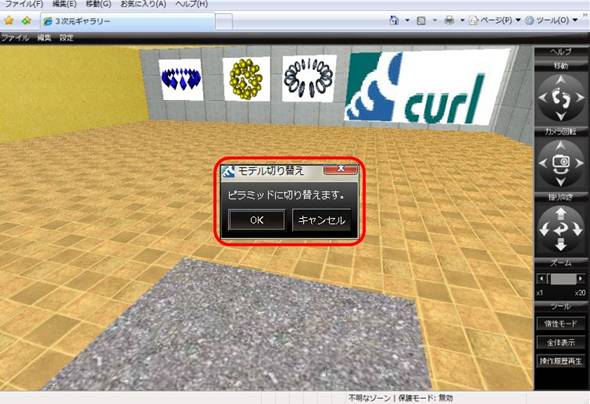 ファイル(F) 編集(E) 表示(V) 移動(G) お気に入り(A) ヘルプ(H)
3次元ギャラリー
ページ(P) ツール(O)
ファイル 編集 設定
ヘルプ
移動
カメラ回転
独り向き
ズーム
x1 x20
ツール
慣性モード
全体表示
操作履歴再生
curl
モデル切り替え
ピラミッドに切り替えます。
OK キャンセル
不明なゾーン | 保護モード: 無効